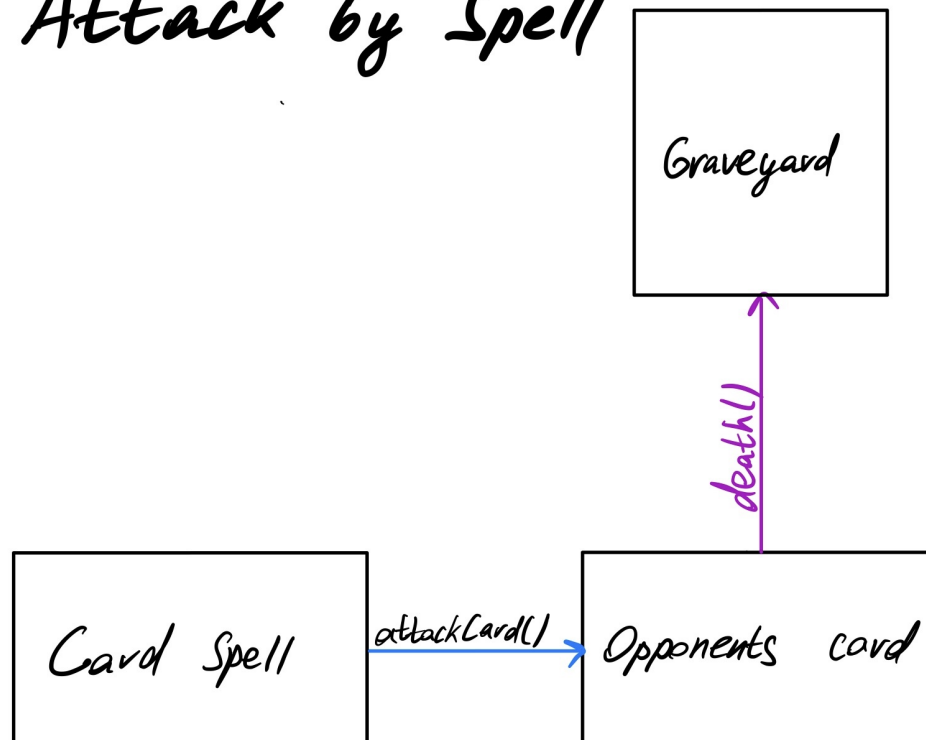 Attack by Spell
Graveyard
death()
Card Spell
attackCard()
Opponents card